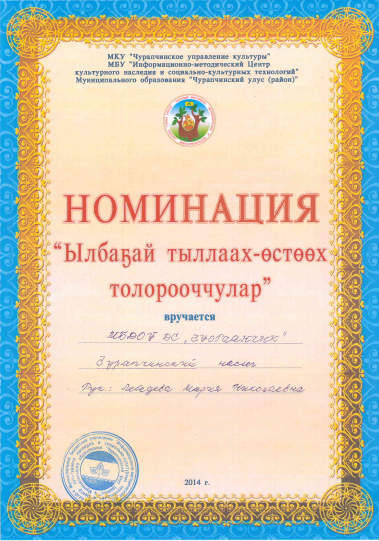 МКУ "Чурапчинское управление культуры"
МБУ "Информационно-методический Центр
культурного наследия и социально-культурных технологий"
Муниципального образования "Чурапчинский улус (район)"
НОМИНАЦИЯ
“Ылбаҕай тыллаах-өстөөх
толорооччулар”
вручается
МБДОУ ДС
Чурапчинский наслег
Рук.: Лебедева Мария Николаевна
2014 г.